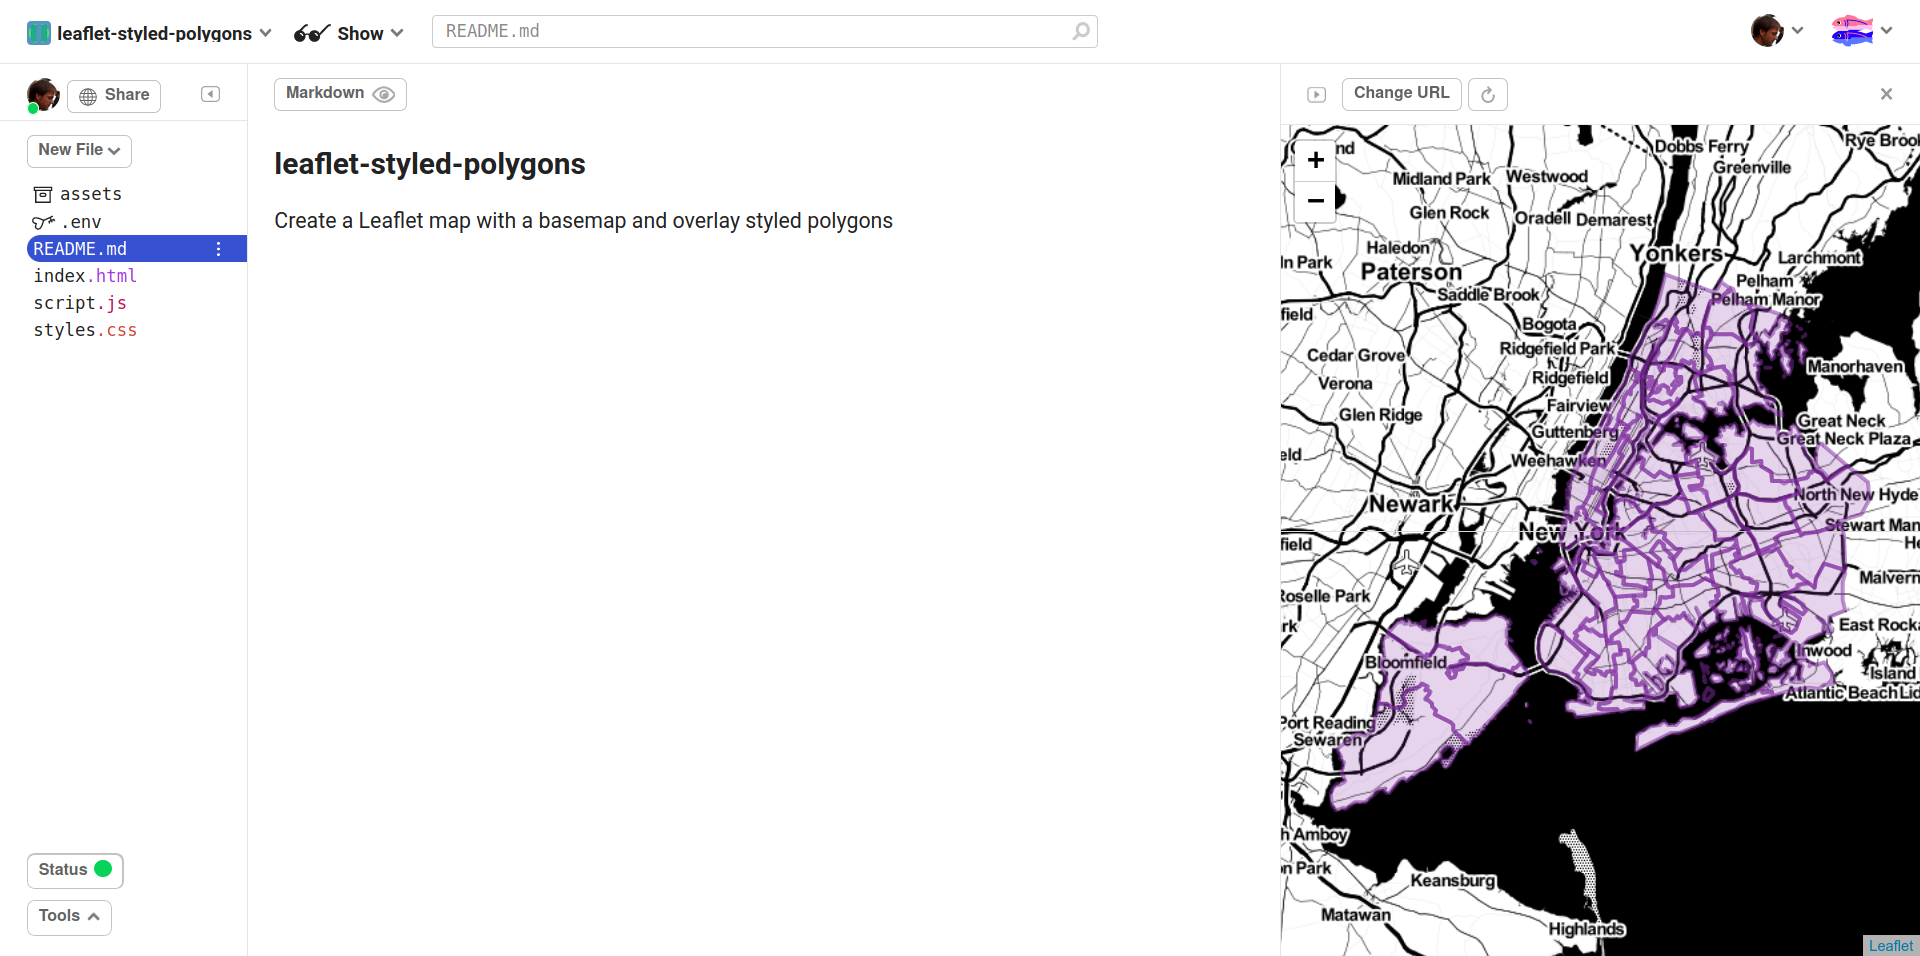 leaflet-styled-polygons
Show
README.md
Share
New File
assets
.env
README.md
index.html
script.js
styles.css
Status
Tools
Markdown
leaflet-styled-polygons
Create a Leaflet map with a basemap and overlay styled polygons
Change URL
+
−
nd
Dobbs Ferry
Rye Brool
Greenville
Midland Park
Westwood
Glen Rock
Oradell
Demarest
Haledon
Yonkers
Larchmont
ln Park
Paterson
Pelham
Saddle Brook
Pelham Manor
field
Bogota
Ridgefield Park
Cedar Grove
Manorhaven
Verona
Ridgefield
Glen Ridge
Fairview
Great Neck
Guttenberg
Great Neck Plaza
eld
Weehawken
North New Hyde
Newark
New York
Stewart Man
field
He
Malvern
Roselle Park
rk
East Rocka
Bloomfield
Inwood
Island
Atlantic Beach
Lid
Port Reading
Sewaren
h Amboy
on Park
Keansburg
Matawan
Highlands
Leaflet